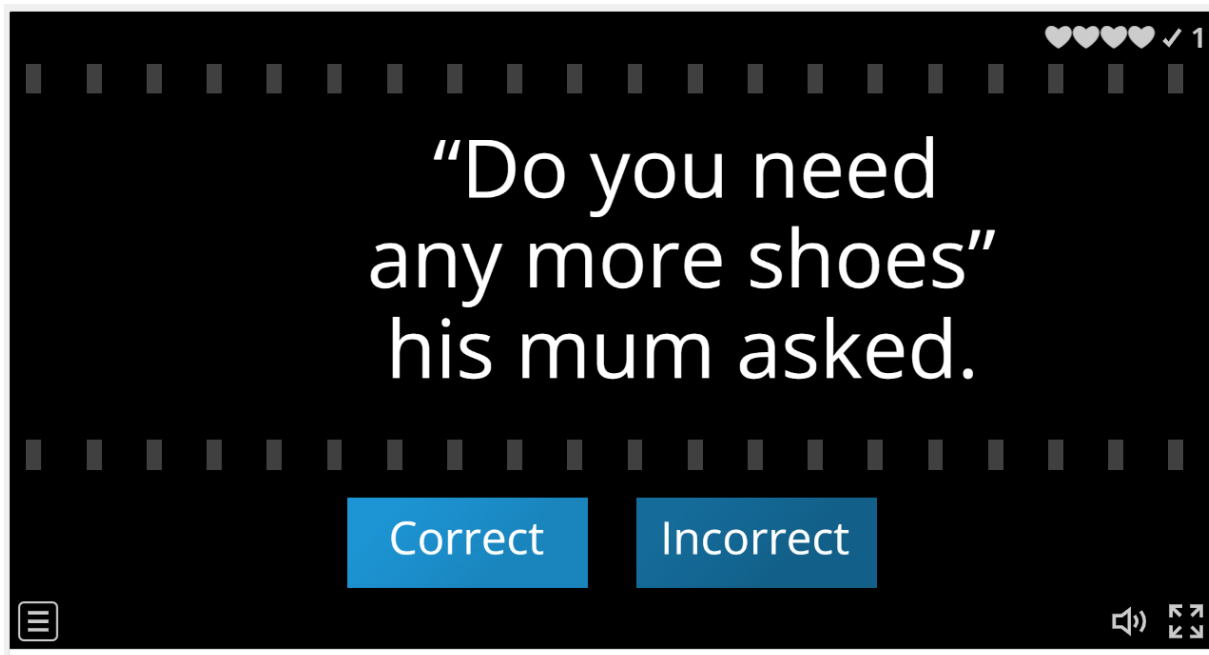 ✓ 1
“Do you need
any more shoes”
his mum asked.
Correct
Incorrect